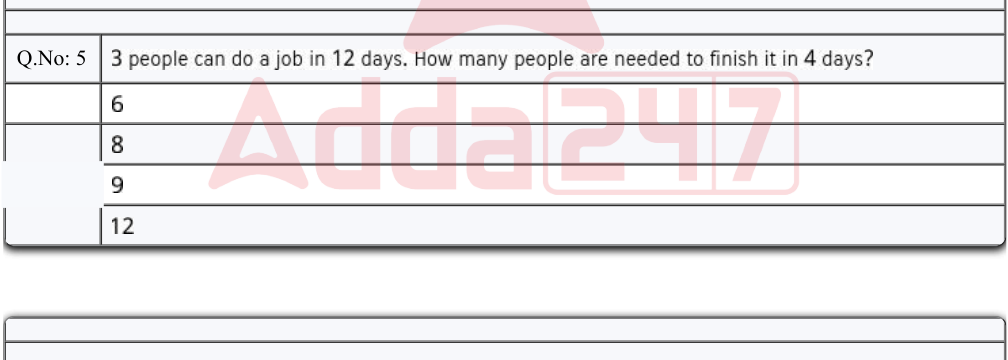 Q.No: 5 3 people can do a job in 12 days. How many people are needed to finish it in 4 days?
6
8
9
12
Adda247